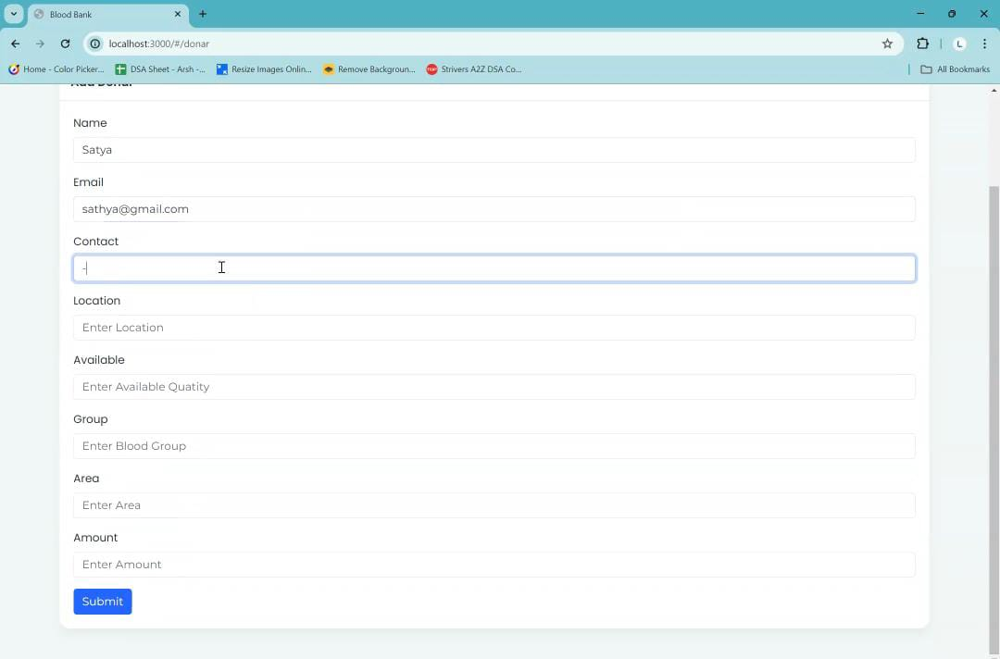 Blood Bank
localhost:3000/#/donar
L
Home - Color Picker...
DSA Sheet - Arsh -...
Resize Images Onlin...
Remove Backgroun...
Strivers A2Z DSA Co...
All Bookmarks
Add Donar
Name
Satya
Email
sathya@gmail.com
Contact
-
Location
Enter Location
Available
Enter Available Quatity
Group
Enter Blood Group
Area
Enter Area
Amount
Enter Amount
Submit